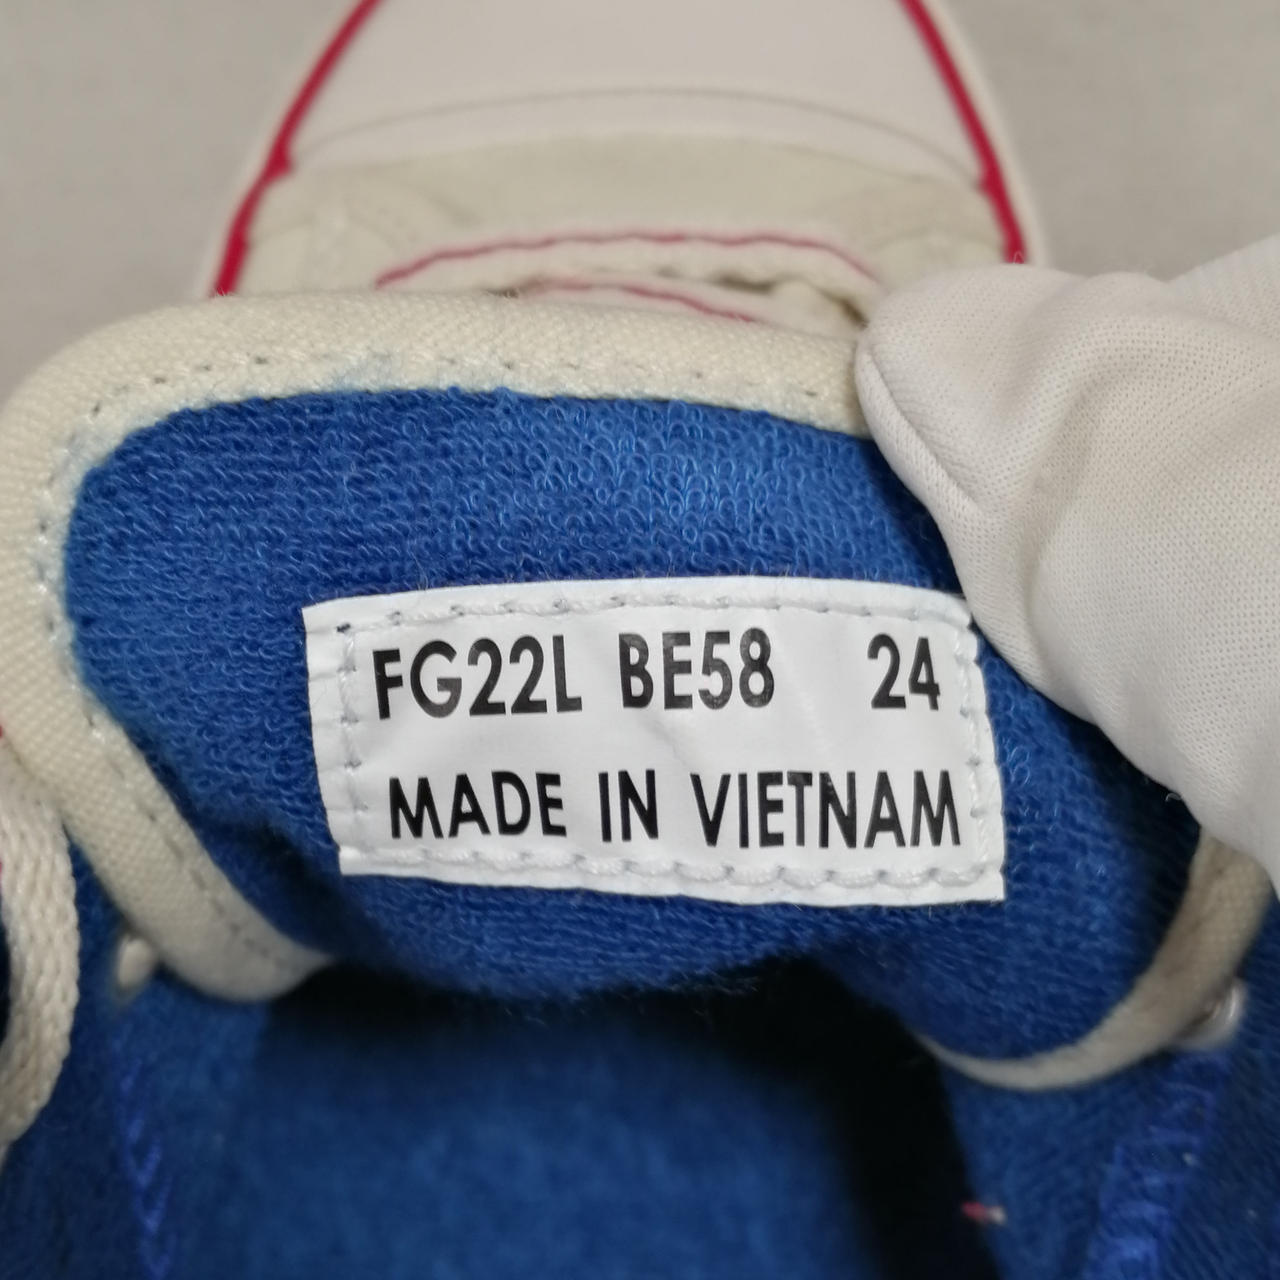 FG22L BE58 24
MADE IN VIETNAM